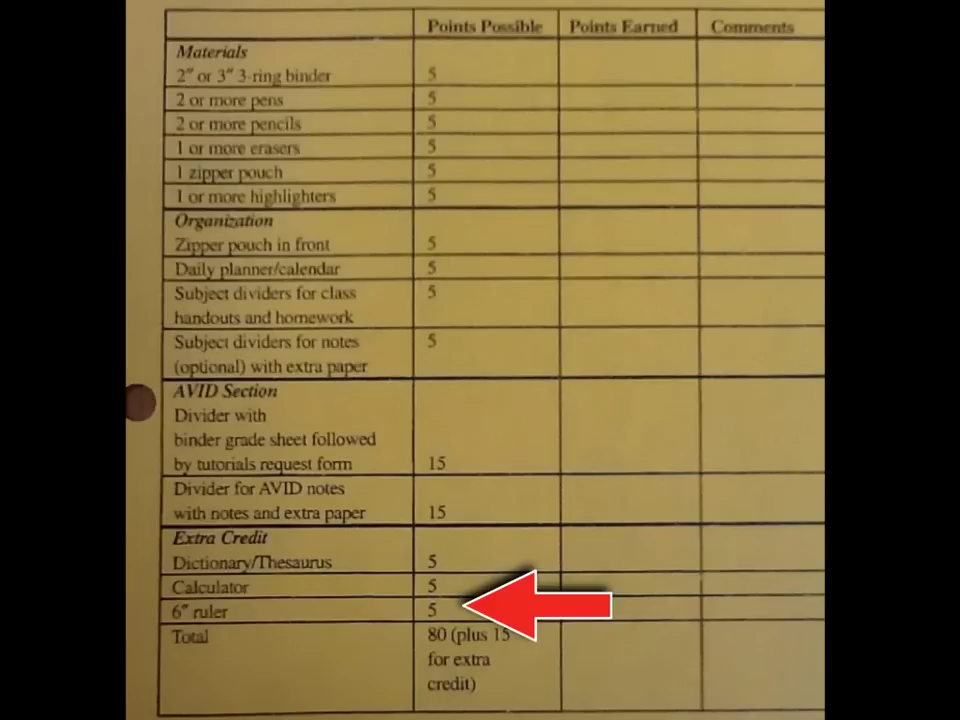 Points Possible Points Earned Comments
Materials
2" or 3" 3-ring binder 5
2 or more pens 5
2 or more pencils 5
1 or more erasers 5
1 zipper pouch 5
1 or more highlighters 5
Organization
Zipper pouch in front 5
Daily planner/calendar 5
Subject dividers for class 5
handouts and homework
Subject dividers for notes 5
(optional) with extra paper
AVID Section
Divider with
binder grade sheet followed
by tutorials request form 15
Divider for AVID notes
with notes and extra paper 15
Extra Credit
Dictionary/Thesaurus 5
Calculator 5
6" ruler 5
Total 80 (plus 15
for extra
credit)